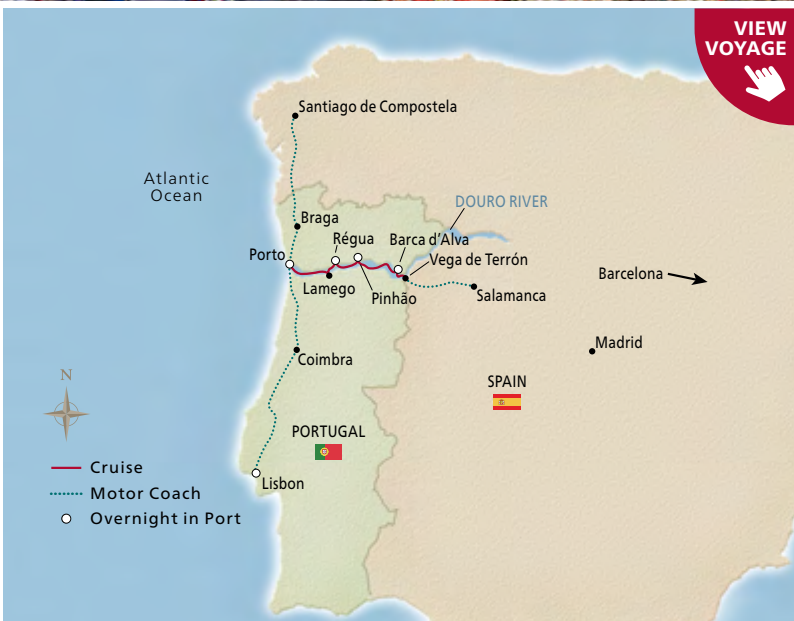 VIEW
VOYAGE
Santiago de Compostela
Atlantic
Ocean
DOURO RIVER
Braga
Régua
Barca d’Alva
Porto
Vega de Terrón
Lamego
Pinhão
Salamanca
Barcelona
Madrid
Coimbra
N
SPAIN
PORTUGAL
Cruise
Lisbon
Motor Coach
Overnight in Port